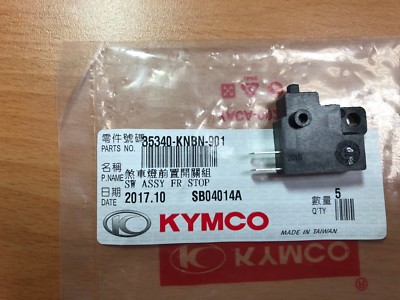 零件號碼
PARTS NO. 35340-KNBN-901
名稱 煞車燈前置開關組
P.NAME SW ASSY FR STOP
日期 數量 5
DATE 2017.10 SB04014A Q'TY
KYMCO
MADE IN TAIWAN